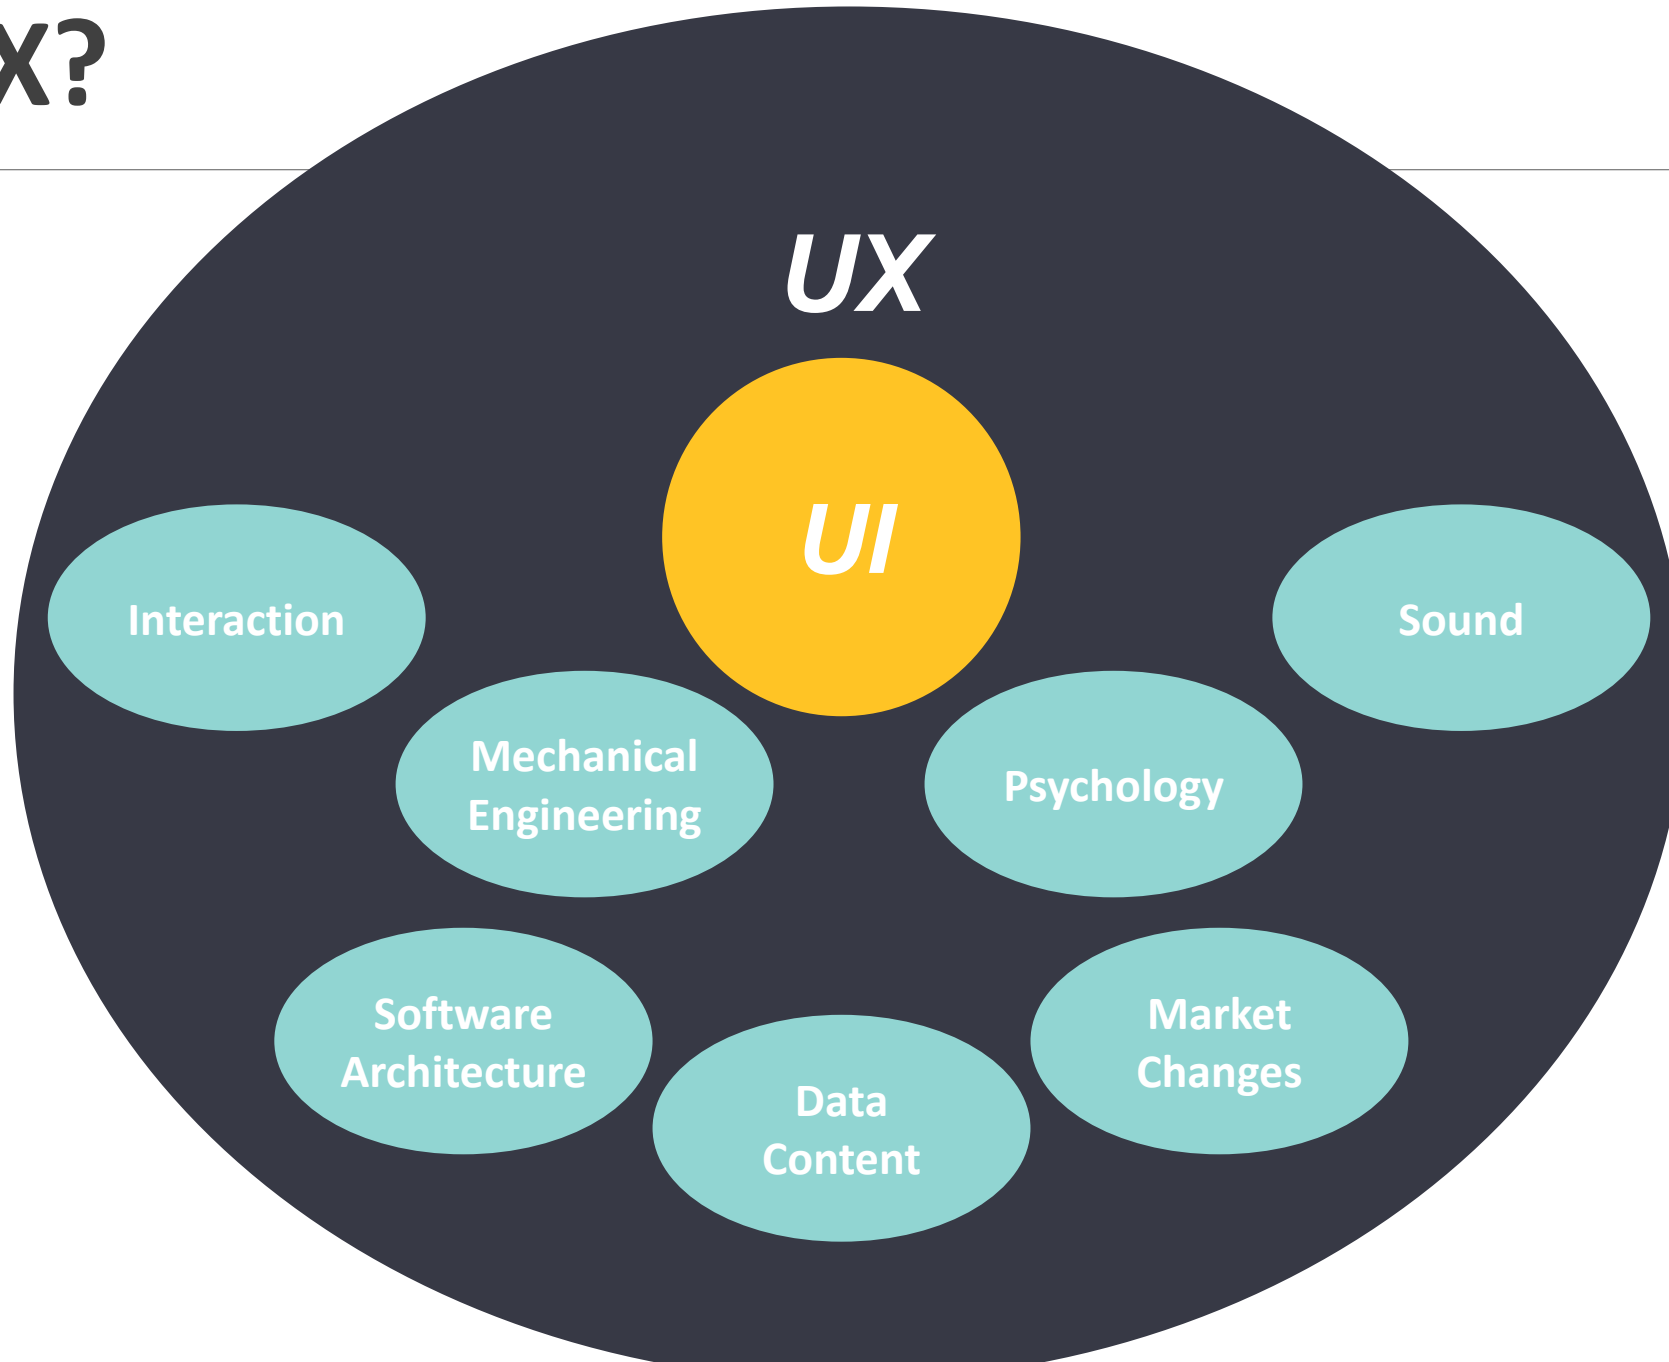 X?
UX
UI
Interaction
Sound
Mechanical
Engineering
Psychology
Software
Architecture
Market
Changes
Data
Content